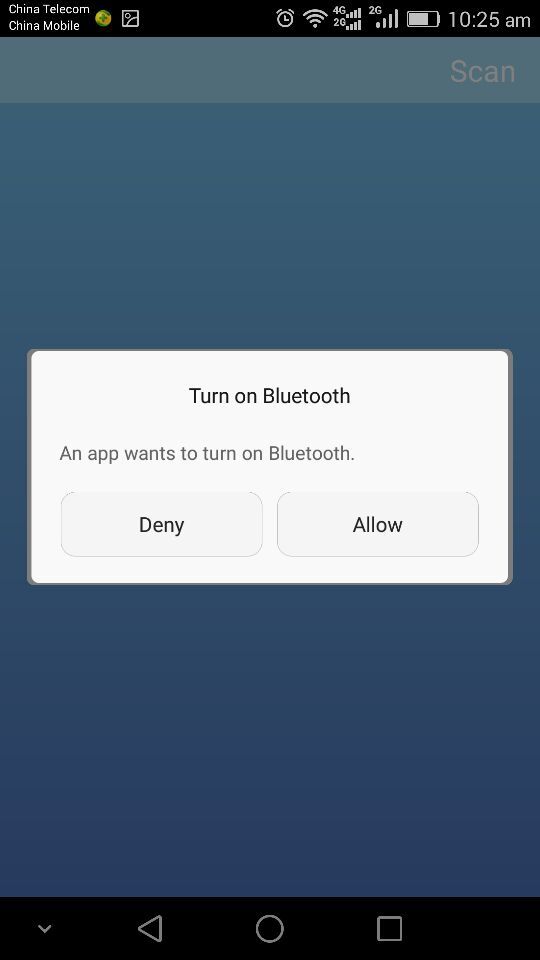 China Telecom
China Mobile
4G
2G
2G
10:25 am
Scan
Turn on Bluetooth
An app wants to turn on Bluetooth.
Deny
Allow